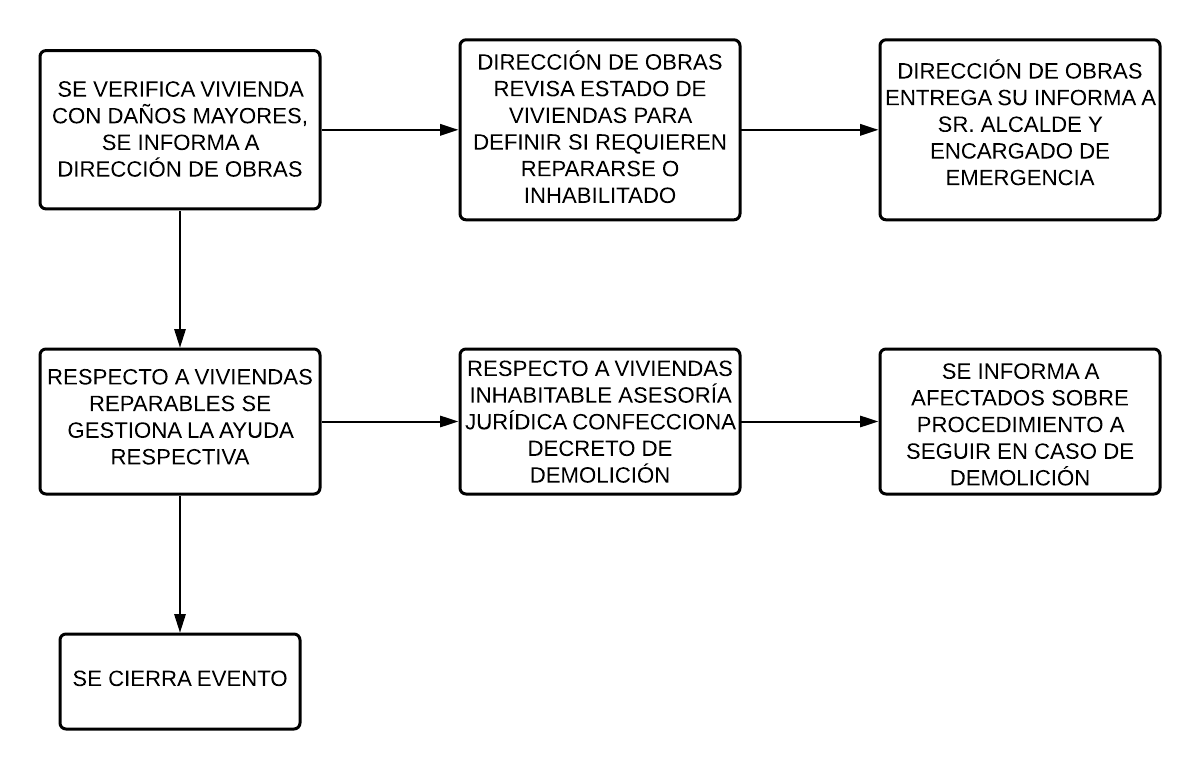 SE VERIFICA VIVIENDA
CON DAÑOS MAYORES,
SE INFORMA A
DIRECCIÓN DE OBRAS
DIRECCIÓN DE OBRAS
REVISA ESTADO DE
VIVIENDAS PARA
DEFINIR SI REQUIEREN
REPARARSE O
INHABILITADO
DIRECCIÓN DE OBRAS
ENTREGA SU INFORMA A
SR. ALCALDE Y
ENCARGADO DE
EMERGENCIA
RESPECTO A VIVIENDAS
REPARABLES SE
GESTIONA LA AYUDA
RESPECTIVA
RESPECTO A VIVIENDAS
INHABITABLE ASESORÍA
JURÍDICA CONFECCIONA
DECRETO DE
DEMOLICIÓN
SE INFORMA A
AFECTADOS SOBRE
PROCEDIMIENTO A
SEGUIR EN CASO DE
DEMOLICIÓN
SE CIERRA EVENTO